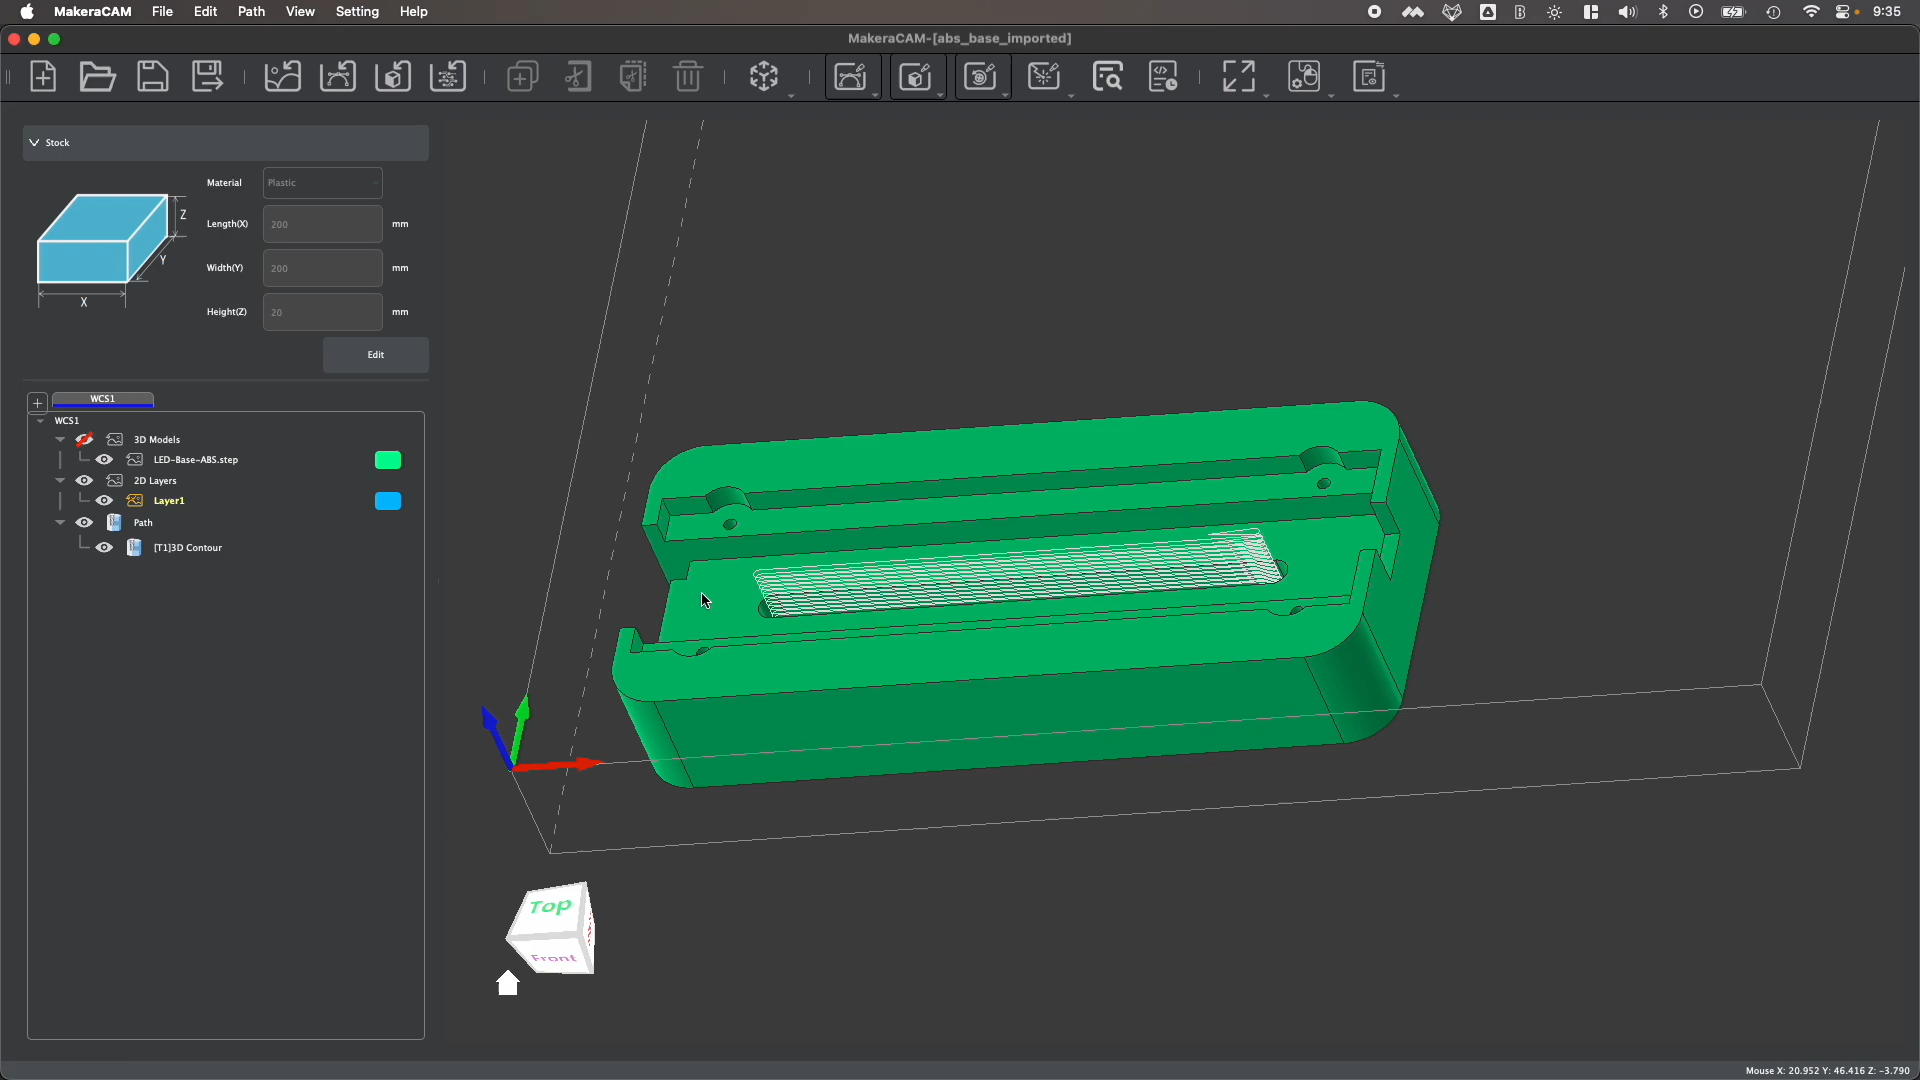 MakeraCAM File Edit Path View Setting Help 9:35
MakeraCAM-[abs_base_imported]
Stock
Material Plastic
Length(X) 200 mm
Width(Y) 200 mm
Height(Z) 20 mm
Z
Y
X
Edit
+ WCS1
WCS1
3D Models
LED-Base-ABS.step
2D Layers
Layer1
Path
[T1]3D Contour
Top
Front
Mouse X: 20.952 Y: 46.416 Z: -3.790